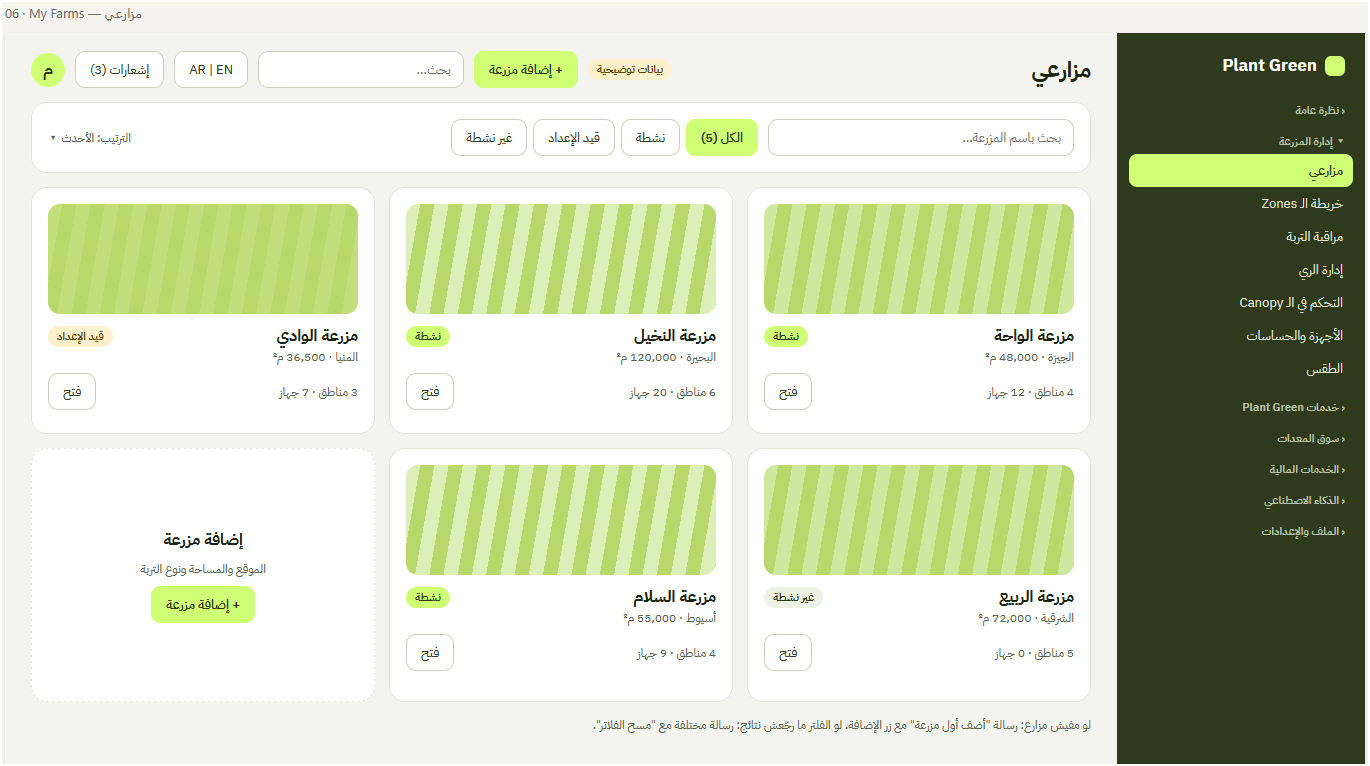 06 · My Farms — مزارعي
Plant Green
‹ نظرة عامة
▾ إدارة المزرعة
مزارعي
خريطة الـ Zones
مراقبة التربة
إدارة الري
التحكم في الـ Canopy
الأجهزة والحساسات
الطقس
‹ خدمات Plant Green
‹ سوق المعدات
‹ الخدمات المالية
‹ الذكاء الاصطناعي
‹ الملف والإعدادات
مزارعي
بيانات توضيحية
+ إضافة مزرعة
بحث...
AR | EN
إشعارات (3)
م
بحث باسم المزرعة...
الكل (5)
نشطة
قيد الإعداد
غير نشطة
الترتيب: الأحدث ▾
مزرعة الواحة
نشطة
الجيزة · 48,000 م²
4 مناطق · 12 جهاز
فتح
مزرعة النخيل
نشطة
البحيرة · 120,000 م²
6 مناطق · 20 جهاز
فتح
مزرعة الوادي
قيد الإعداد
المنيا · 36,500 م²
3 مناطق · 7 جهاز
فتح
مزرعة الربيع
غير نشطة
الشرقية · 72,000 م²
5 مناطق · 0 جهاز
فتح
مزرعة السلام
نشطة
أسيوط · 55,000 م²
4 مناطق · 9 جهاز
فتح
إضافة مزرعة
الموقع والمساحة ونوع التربة
+ إضافة مزرعة
لو مفيش مزارع: رسالة "أضف أول مزرعة" مع زر الإضافة. لو الفلتر ما رجّعش نتائج: رسالة مختلفة مع "مسح الفلاتر".